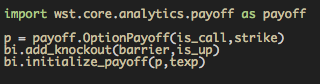 import wst.core.analytics.payoff as payoff
p = payoff.OptionPayoff(is_call,strike)
bi.add_knockout(barrier,is_up)
bi.initialize_payoff(p,texp)